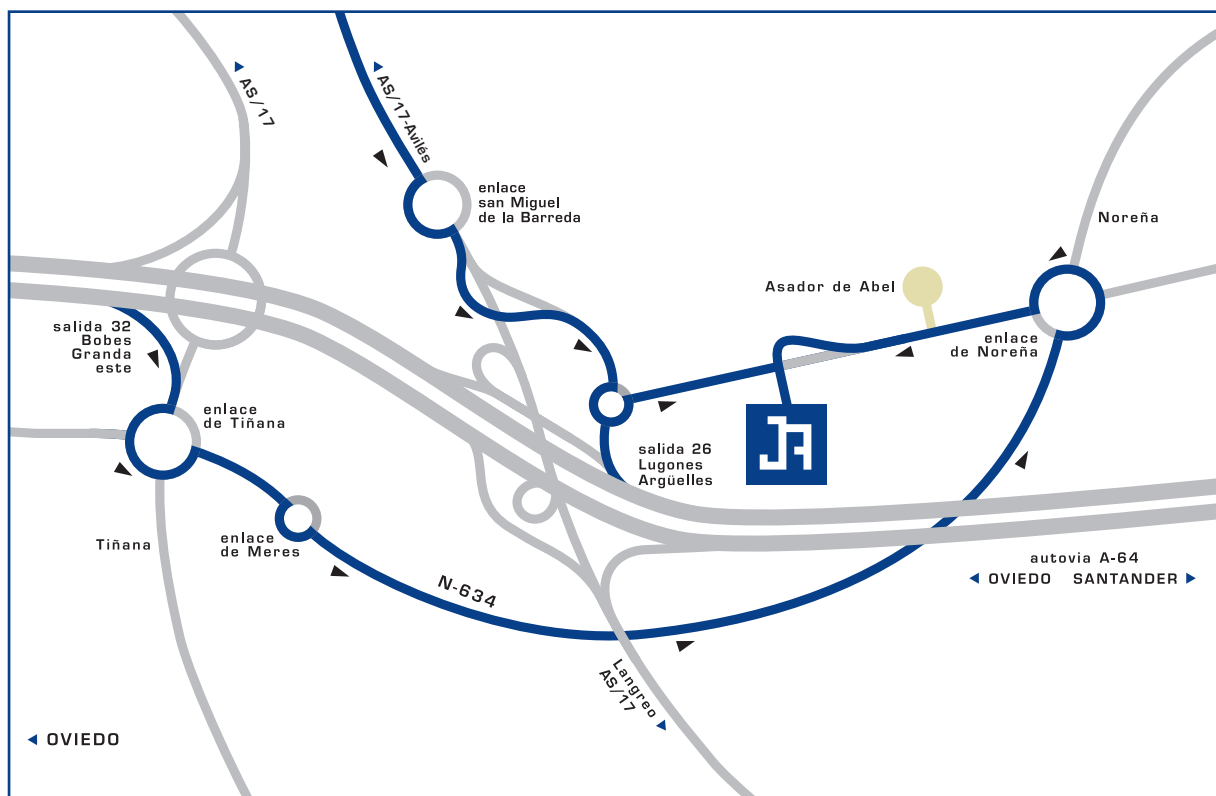 AS/17
AS/17-Avilés
enlace
san Miguel
de la Barreda
Noreña
Asador de Abel
salida 32
Bobes
Granda
este
enlace
de Noreña
enlace
de Tiñana
salida 26
Lugones
Argüelles
JA
Tiñana
enlace
de Meres
autovia A-64
OVIEDO SANTANDER
N-634
Langreo
AS/17
OVIEDO